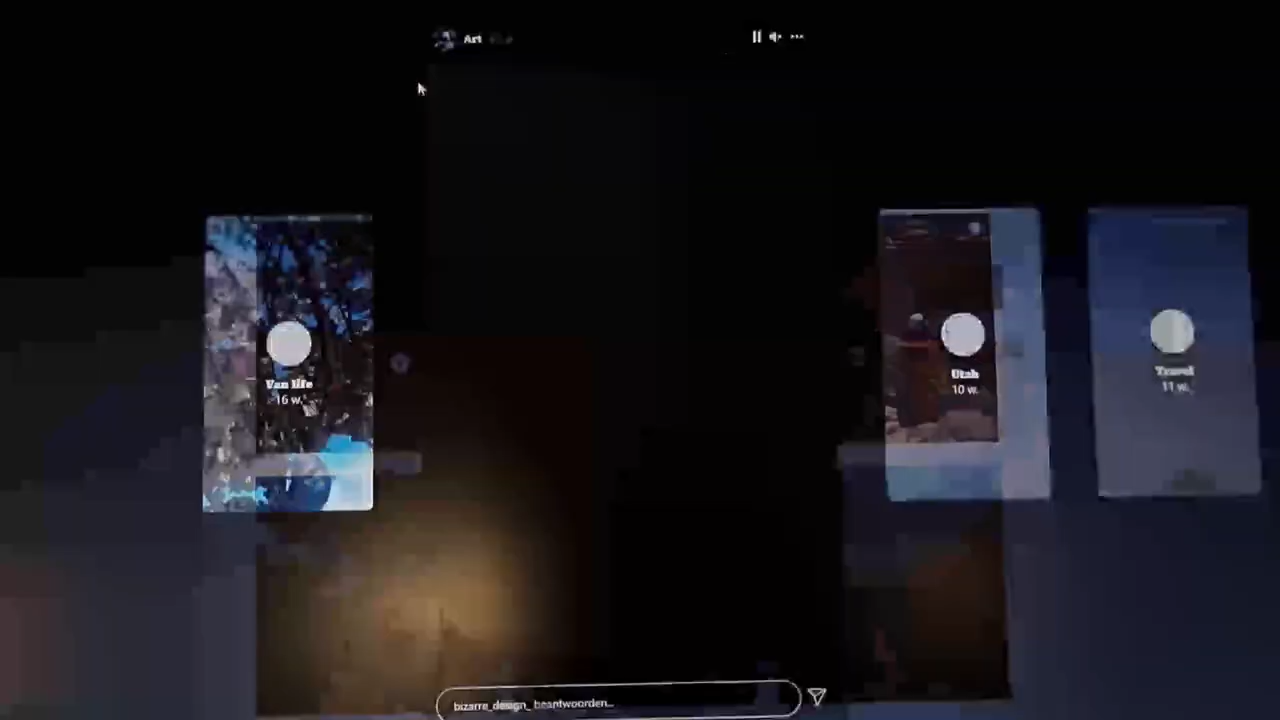 Art
Van life
16 w.
Utah
10 w.
Travel
11 w.
bizarre_design_ beantwoorden...